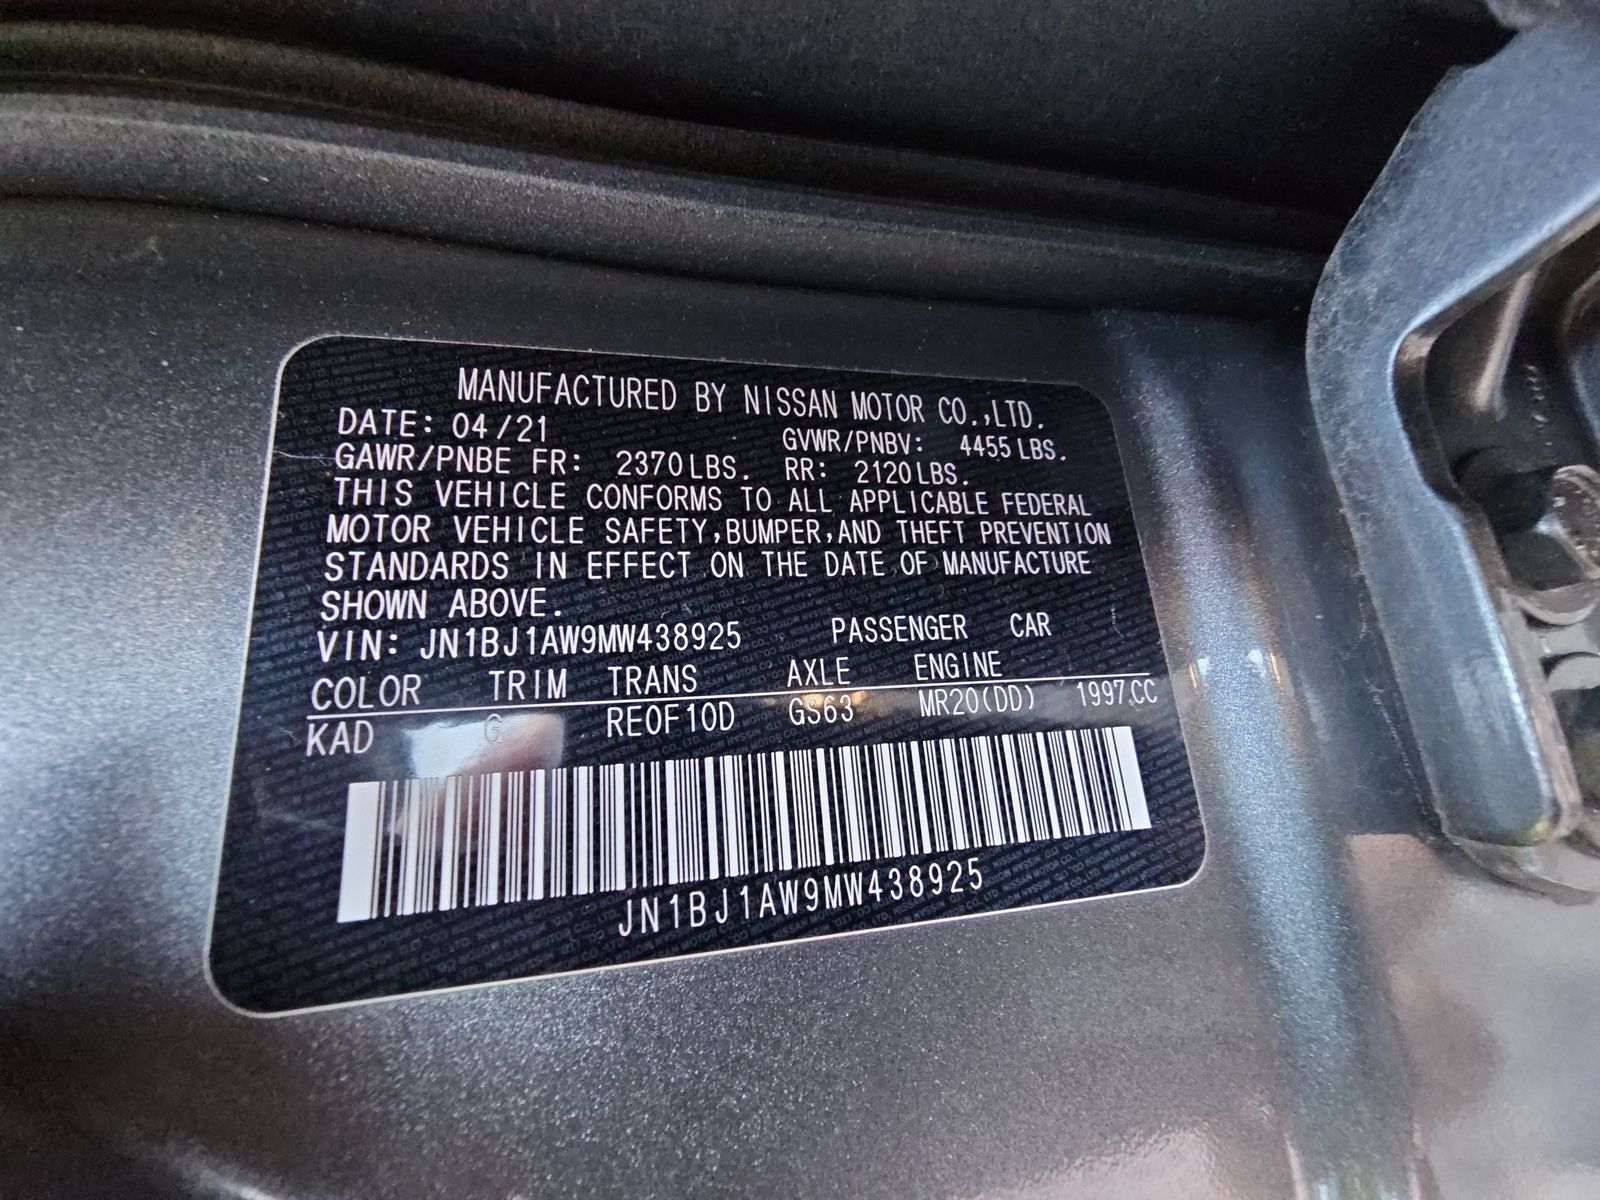 MANUFACTURED BY NISSAN MOTOR CO.,LTD.
DATE: 04/21 GVWR/PNBV: 4455 LBS.
GAWR/PNBE FR: 2370 LBS. RR: 2120 LBS.
THIS VEHICLE CONFORMS TO ALL APPLICABLE FEDERAL
MOTOR VEHICLE SAFETY,BUMPER,AND THEFT PREVENTION
STANDARDS IN EFFECT ON THE DATE OF MANUFACTURE
SHOWN ABOVE.
VIN: JN1BJ1AW9MW438925 PASSENGER CAR
COLOR TRIM TRANS AXLE ENGINE
KAD G RE0F10D GS63 MR20(DD) 1997.CC
JN1BJ1AW9MW438925